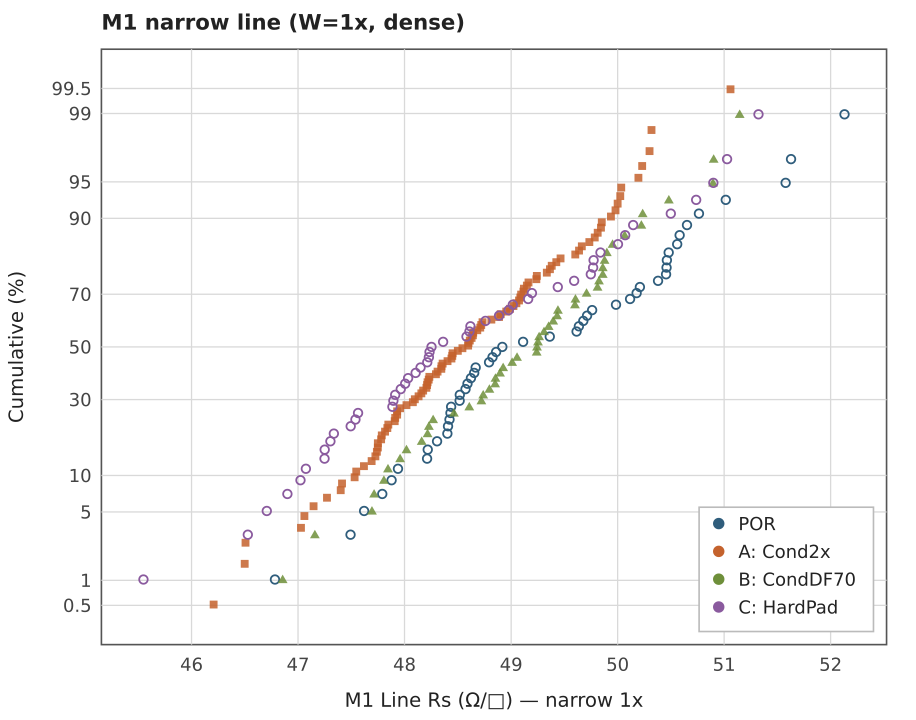 M1 narrow line (W=1x, dense)
99.5
99
95
90
70
50
30
10
5
1
0.5
Cumulative (%)
46 47 48 49 50 51 52
M1 Line Rs (Ω/□) — narrow 1x
POR
A: Cond2x
B: CondDF70
C: HardPad